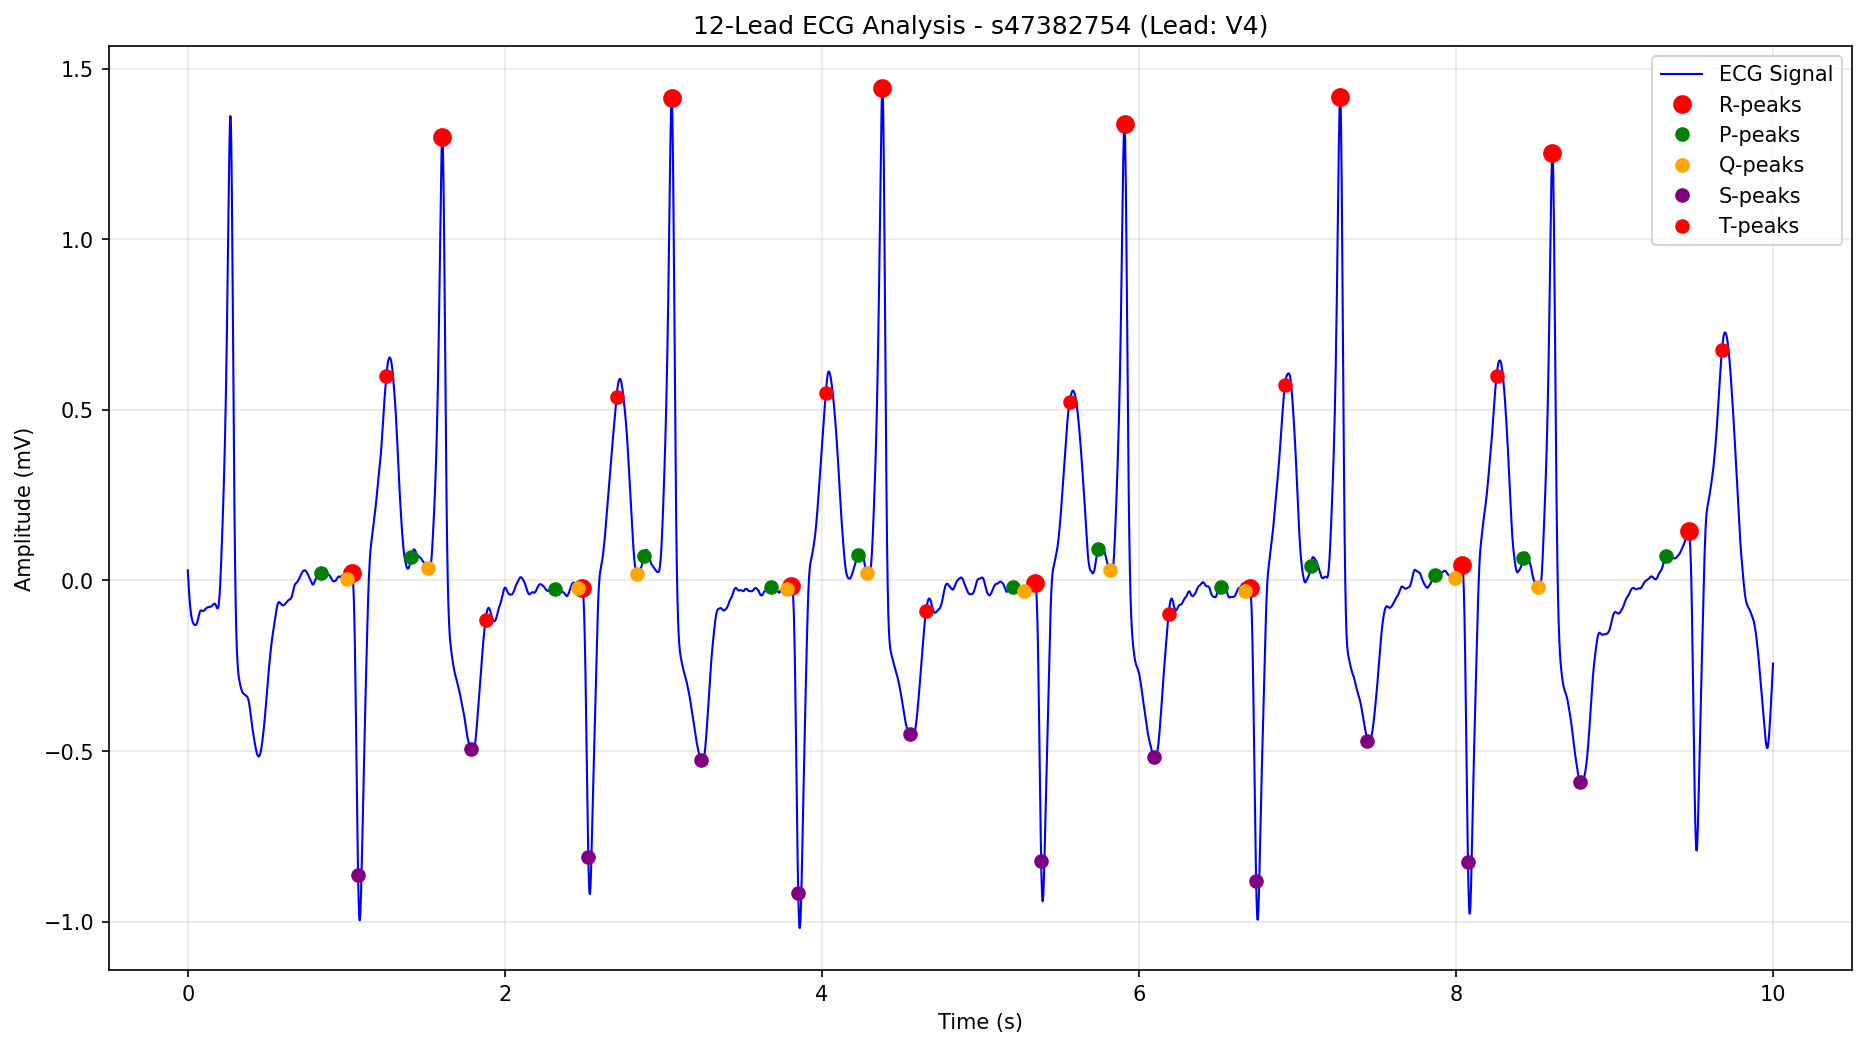 12-Lead ECG Analysis - s47382754 (Lead: V4)
ECG Signal
R-peaks
P-peaks
Q-peaks
S-peaks
T-peaks
Amplitude (mV)
1.5
1.0
0.5
0.0
−0.5
−1.0
0 2 4 6 8 10
Time (s)